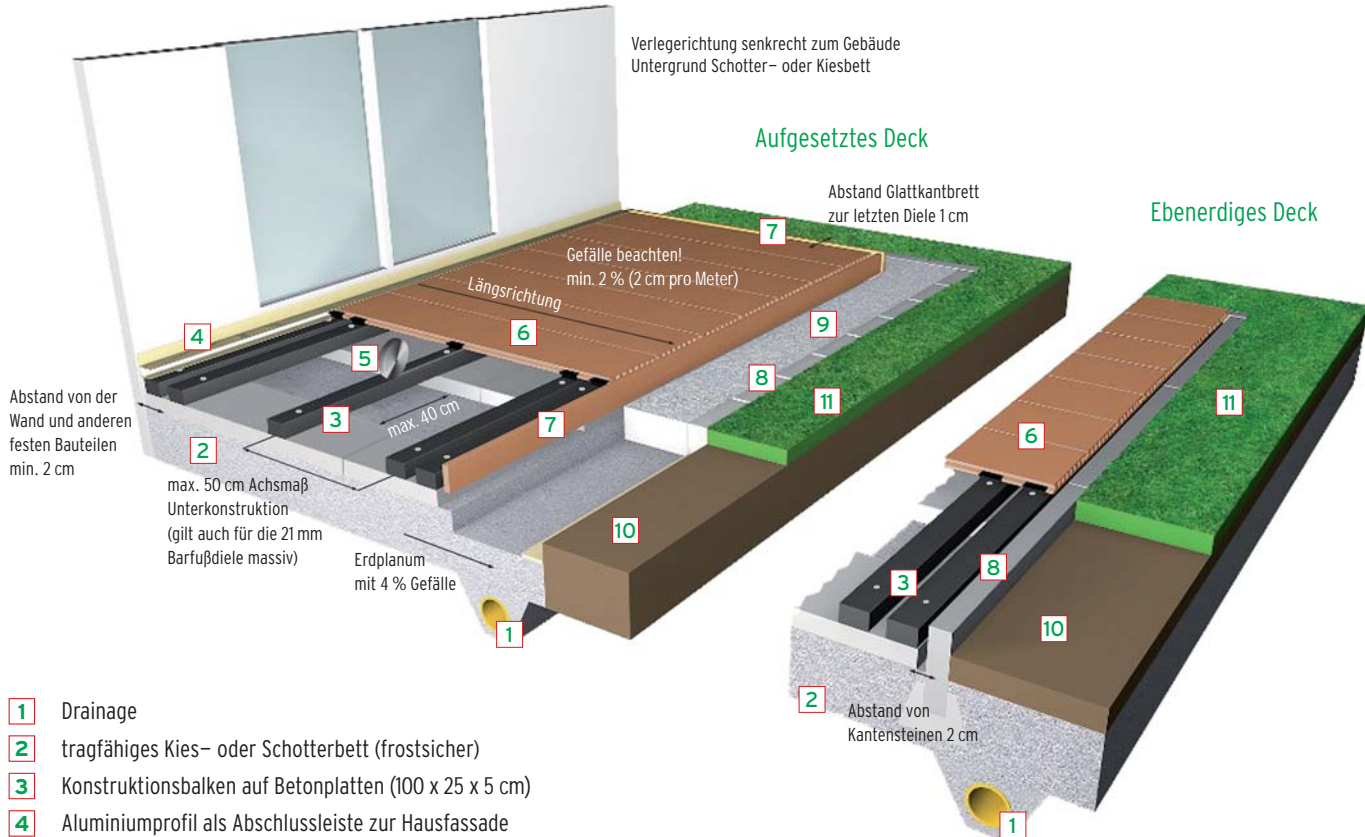 Verlegerichtung senkrecht zum Gebäude
Untergrund Schotter– oder Kiesbett
Aufgesetztes Deck
Abstand Glattkantbrett
zur letzten Diele 1 cm
Ebenerdiges Deck
7
Gefälle beachten!
min. 2 % (2 cm pro Meter)
Längsrichtung
4
6
9
5
8
11
11
Abstand von der
Wand und anderen
festen Bauteilen
min. 2 cm
3
max. 40 cm
7
6
2
max. 50 cm Achsmaß
Unterkonstruktion
(gilt auch für die 21 mm
Barfußdiele massiv)
10
Erdplanum
mit 4 % Gefälle
3
8
10
1
2
Abstand von
Kantensteinen 2 cm
1
1 Drainage
2 tragfähiges Kies– oder Schotterbett (frostsicher)
3 Konstruktionsbalken auf Betonplatten (100 x 25 x 5 cm)
4 Aluminiumprofil als Abschlussleiste zur Hausfassade